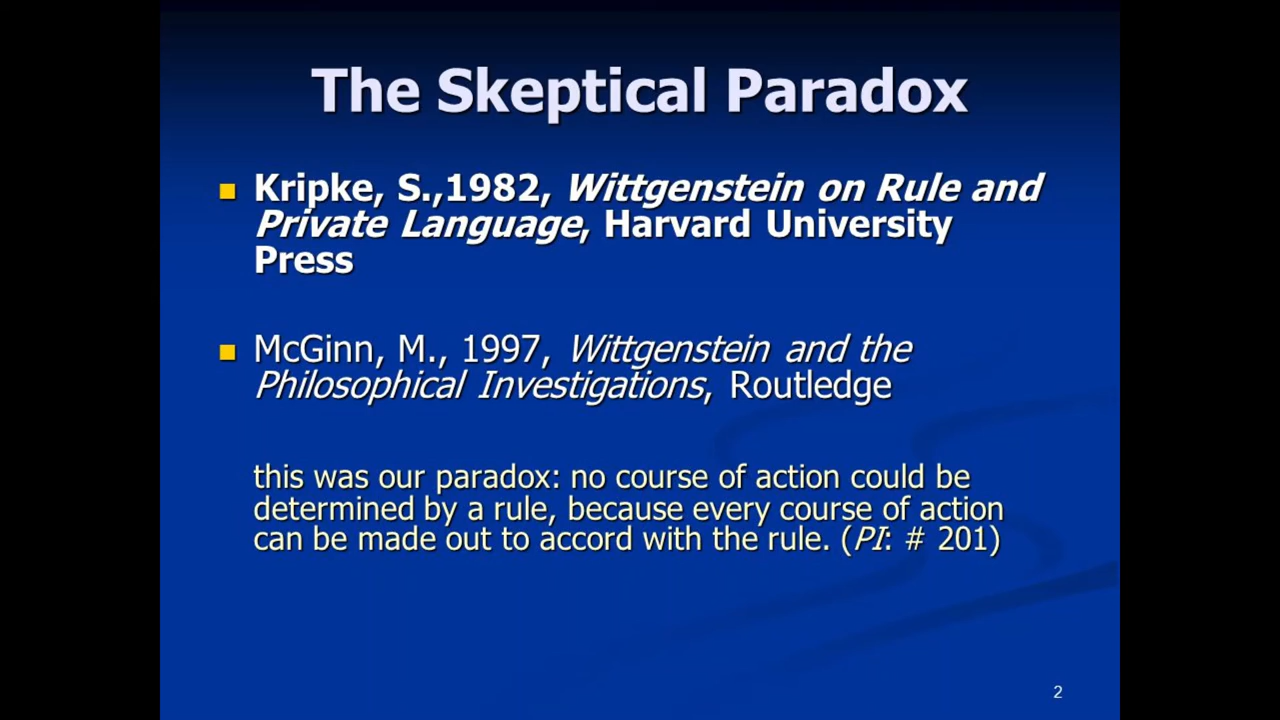 The Skeptical Paradox
Kripke, S.,1982, Wittgenstein on Rule and
Private Language, Harvard University
Press
McGinn, M., 1997, Wittgenstein and the
Philosophical Investigations, Routledge
this was our paradox: no course of action could be
determined by a rule, because every course of action
can be made out to accord with the rule. (PI: # 201)
2